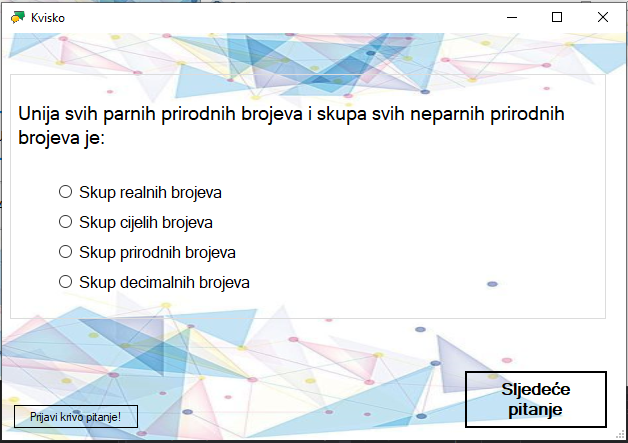 Kvisko
Unija svih parnih prirodnih brojeva i skupa svih neparnih prirodnih
brojeva je:
Skup realnih brojeva
Skup cijelih brojeva
Skup prirodnih brojeva
Skup decimalnih brojeva
Sljedeće
pitanje
Prijavi krivo pitanje!